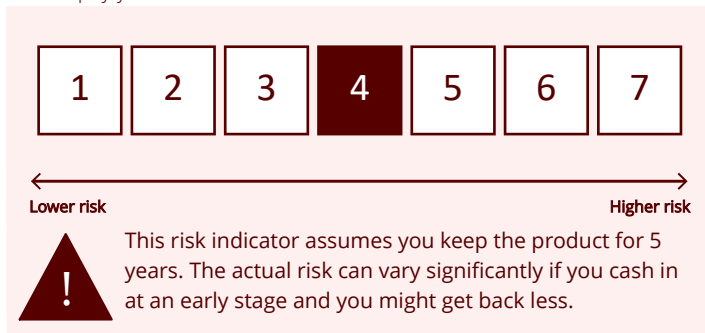 1 2 3 4 5 6 7
Lower risk Higher risk
! This risk indicator assumes you keep the product for 5
years. The actual risk can vary significantly if you cash in
at an early stage and you might get back less.